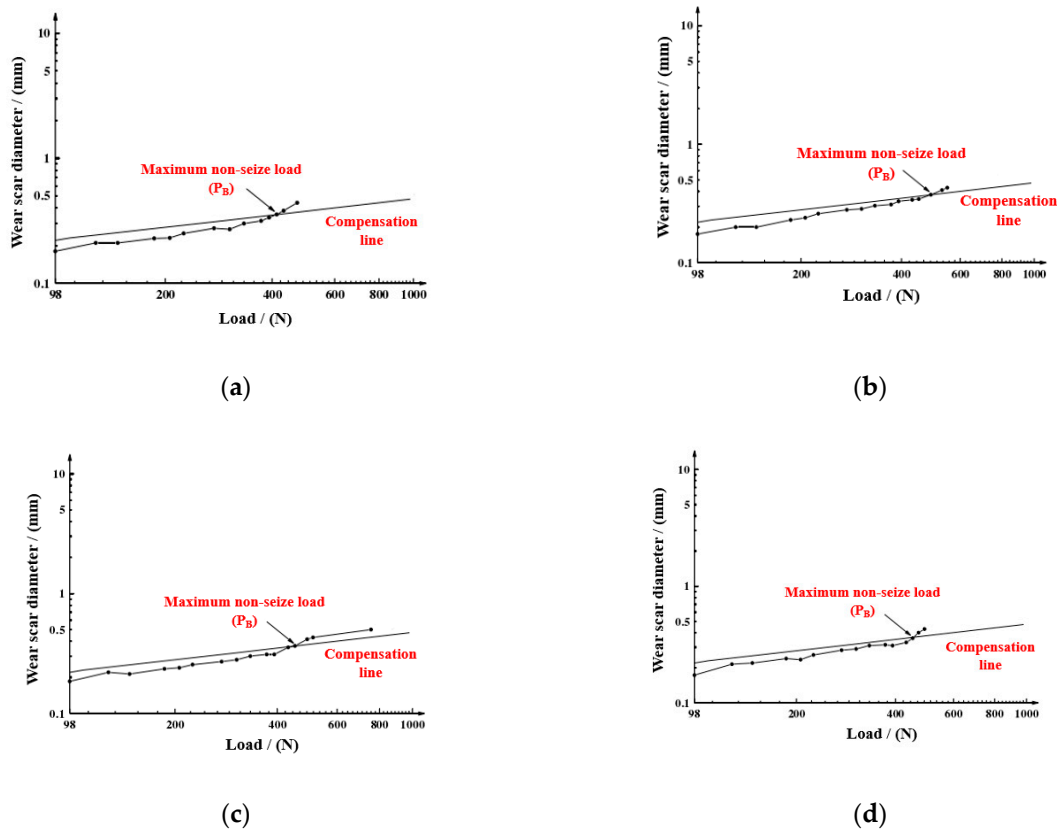 10
5
1
0.5
0.1
Wear scar diameter / (mm)
Maximum non-seize load
(P_B)
Compensation
line
98
200
400
600
800
1000
Load / (N)
(a)
10
5
1
0.5
0.1
Wear scar diameter / (mm)
Maximum non-seize load
(P_B)
Compensation
line
98
200
400
600
800
1000
Load / (N)
(b)
10
5
1
0.5
0.1
Wear scar diameter / (mm)
Maximum non-seize load
(P_B)
Compensation
line
98
200
400
600
800
1000
Load / (N)
(c)
10
5
1
0.5
0.1
Wear scar diameter / (mm)
Maximum non-seize load
(P_B)
Compensation
line
98
200
400
600
800
1000
Load / (N)
(d)